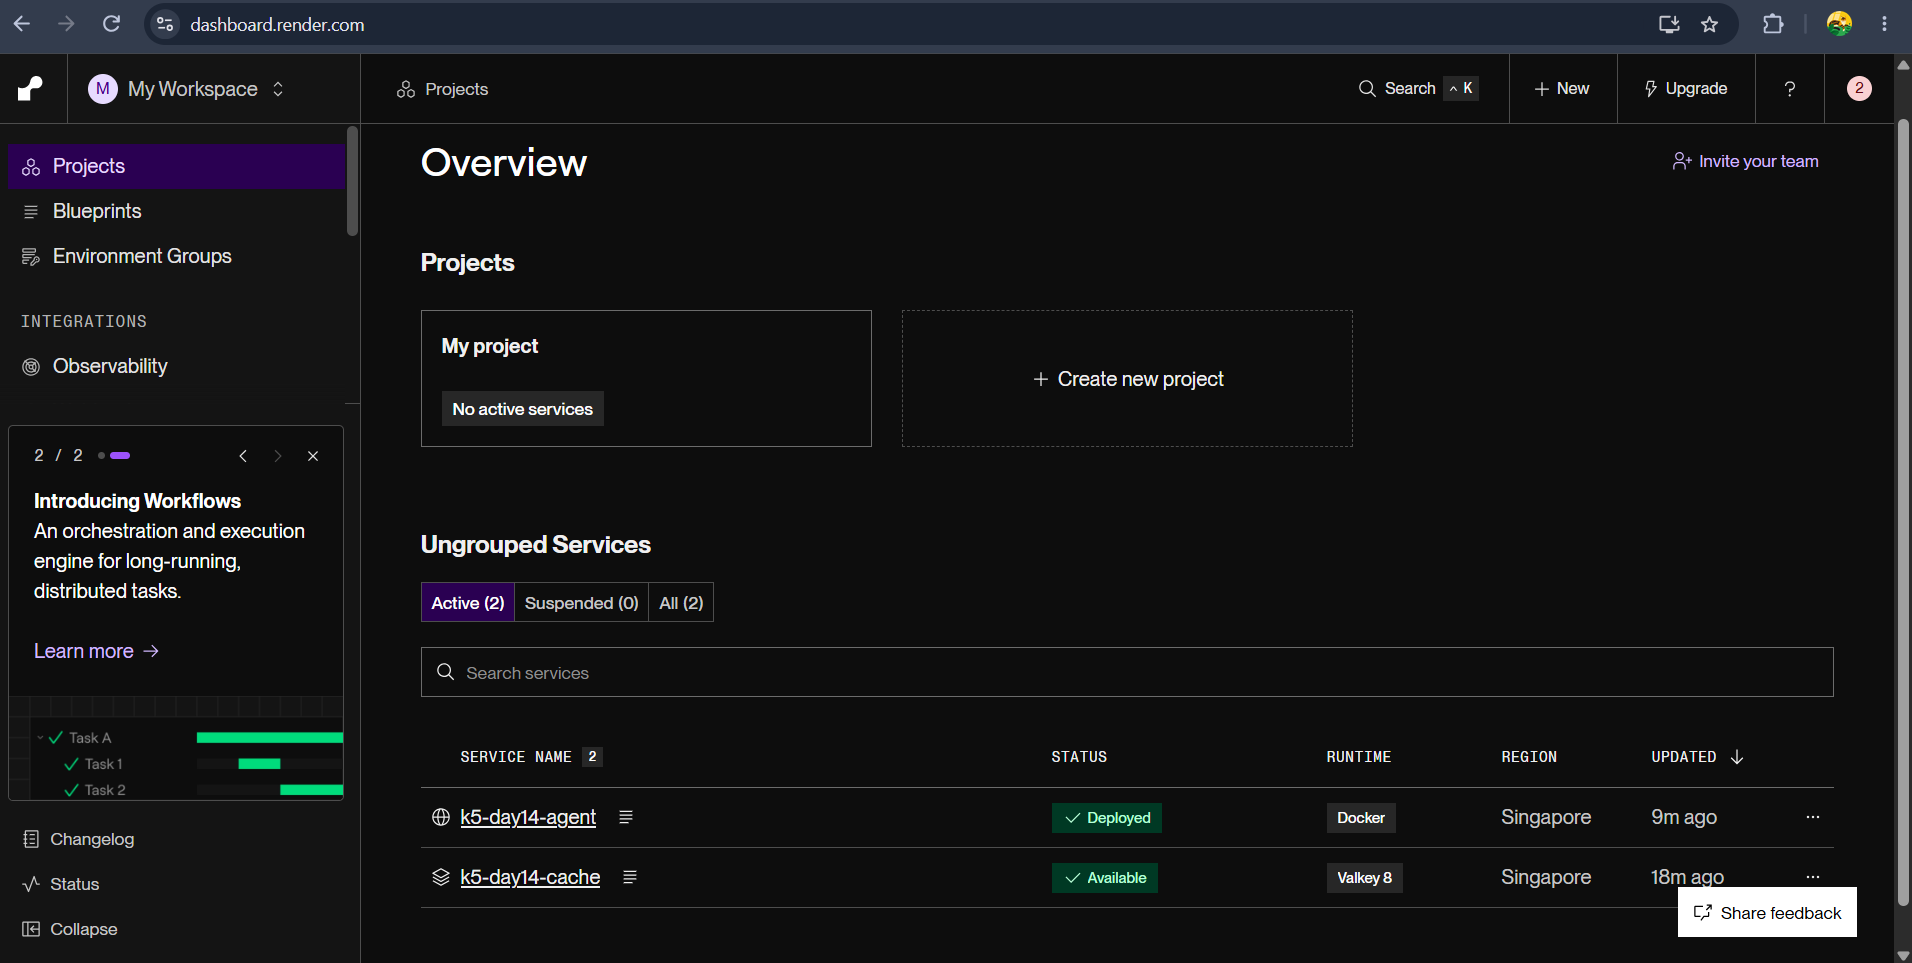 dashboard.render.com
M My Workspace
Projects
Search ^ K
+ New
Upgrade
?
2
Projects
Blueprints
Environment Groups
INTEGRATIONS
Observability
2 / 2
Introducing Workflows
An orchestration and execution
engine for long-running,
distributed tasks.
Learn more →
Task A
Task 1
Task 2
Changelog
Status
Collapse
Overview
Invite your team
Projects
My project
No active services
+ Create new project
Ungrouped Services
Active (2) Suspended (0) All (2)
Search services
SERVICE NAME 2 STATUS RUNTIME REGION UPDATED ↓
k5-day14-agent ✓ Deployed Docker Singapore 9m ago ...
k5-day14-cache ✓ Available Valkey 8 Singapore 18m ago ...
Share feedback